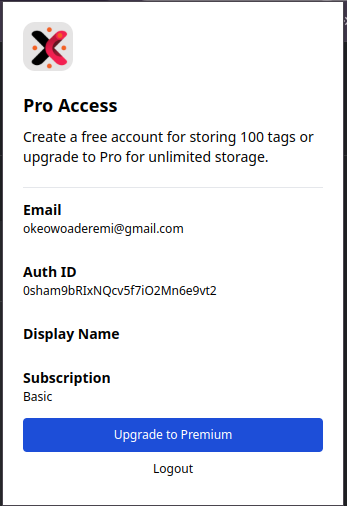 Pro Access
Create a free account for storing 100 tags or
upgrade to Pro for unlimited storage.
Email
okeowoaderemi@gmail.com
Auth ID
0sham9bRIxNQcv5f7iO2Mn6e9vt2
Display Name
Subscription
Basic
Upgrade to Premium
Logout